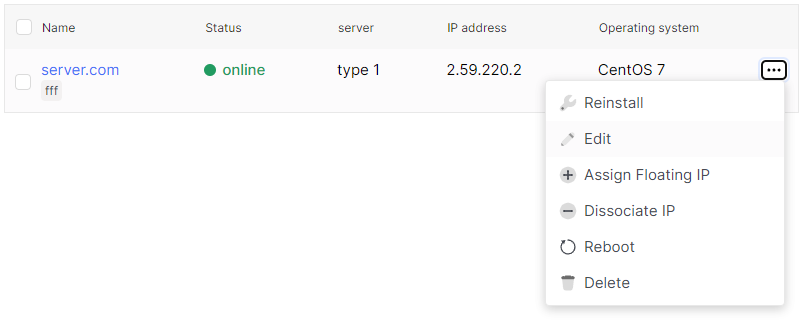 Name Status server IP address Operating system
server.com online type 1 2.59.220.2 CentOS 7
fff
Reinstall
Edit
Assign Floating IP
Dissociate IP
Reboot
Delete